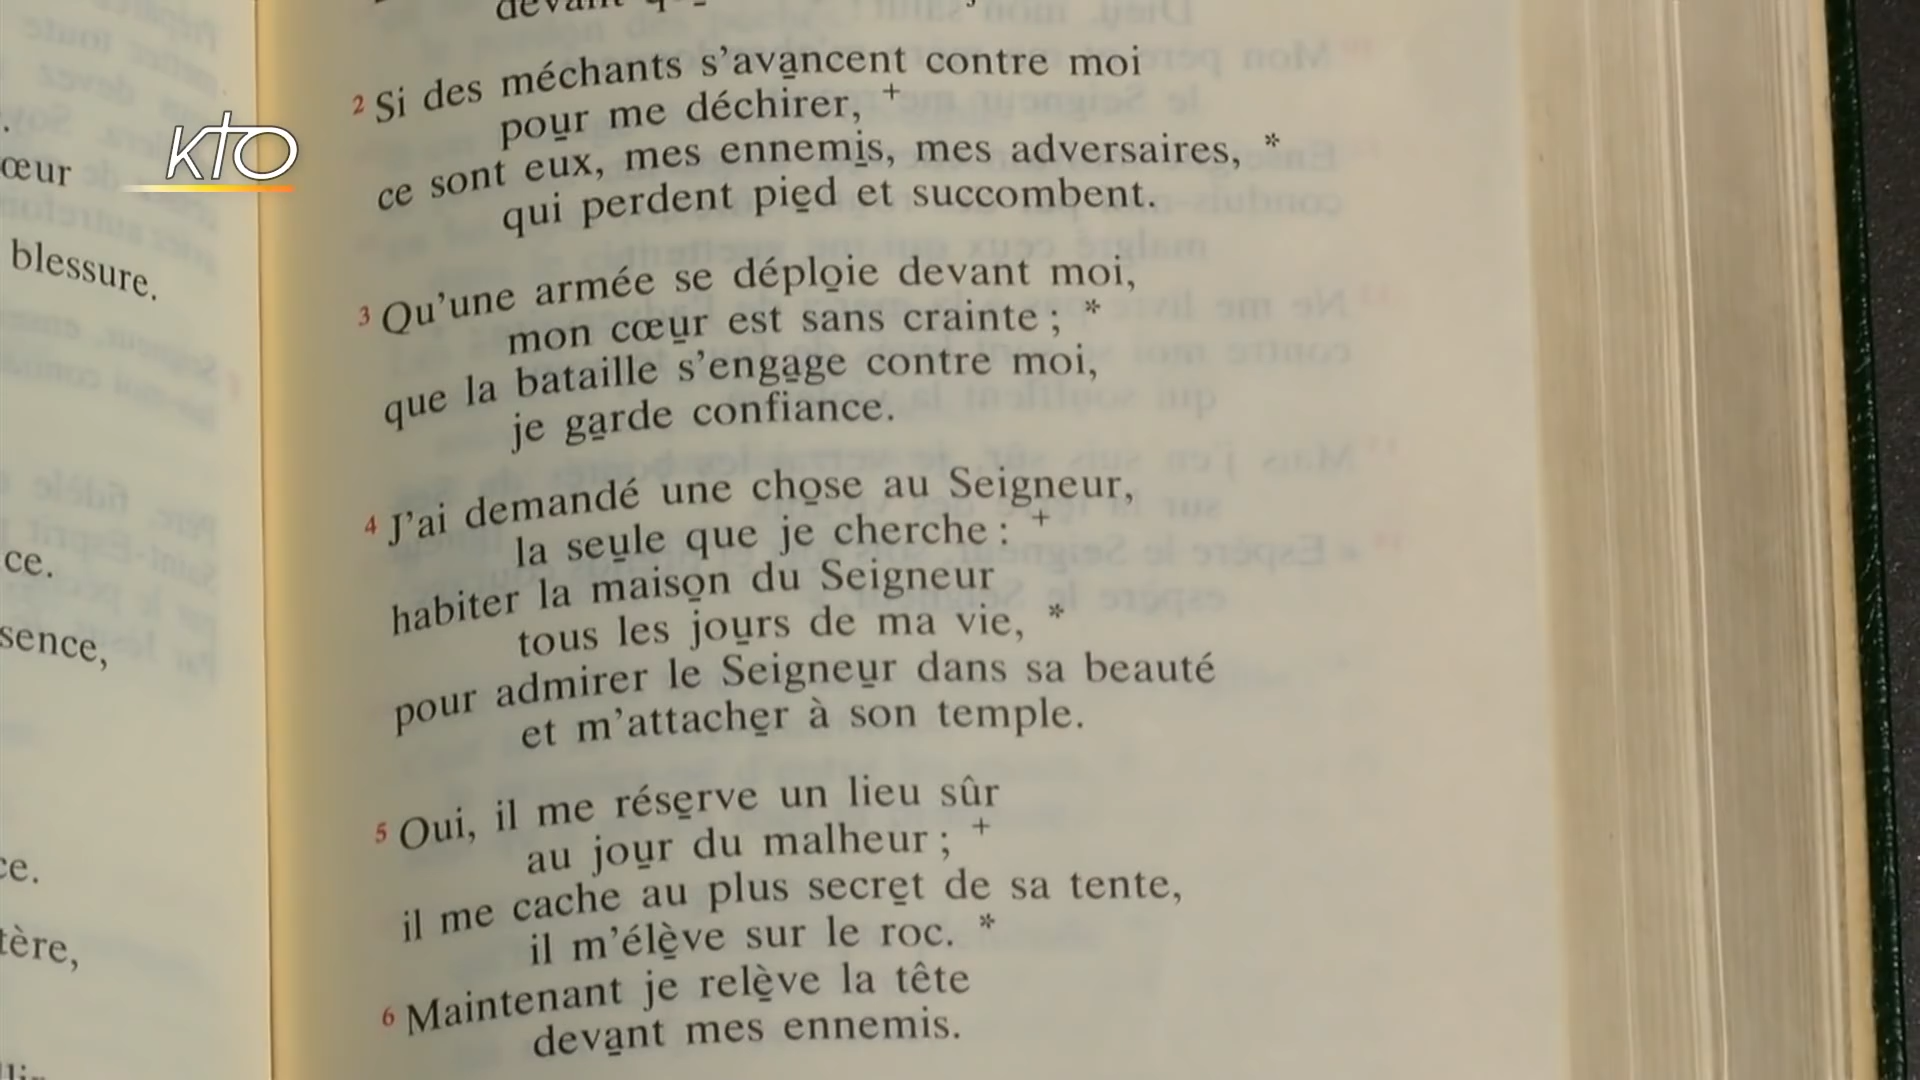 KTO
œur
blessure.
ce.
sence,
ce.
tère,
2 Si des méchants s'avancent contre moi
pour me déchirer, +
ce sont eux, mes ennemis, mes adversaires, *
qui perdent pied et succombent.
3 Qu'une armée se déploie devant moi,
mon cœur est sans crainte ; *
que la bataille s'engage contre moi,
je garde confiance.
4 J'ai demandé une chose au Seigneur,
la seule que je cherche : +
habiter la maison du Seigneur
tous les jours de ma vie, *
pour admirer le Seigneur dans sa beauté
et m'attacher à son temple.
5 Oui, il me réserve un lieu sûr
au jour du malheur ; +
il me cache au plus secret de sa tente,
il m'élève sur le roc. *
6 Maintenant je relève la tête
devant mes ennemis.